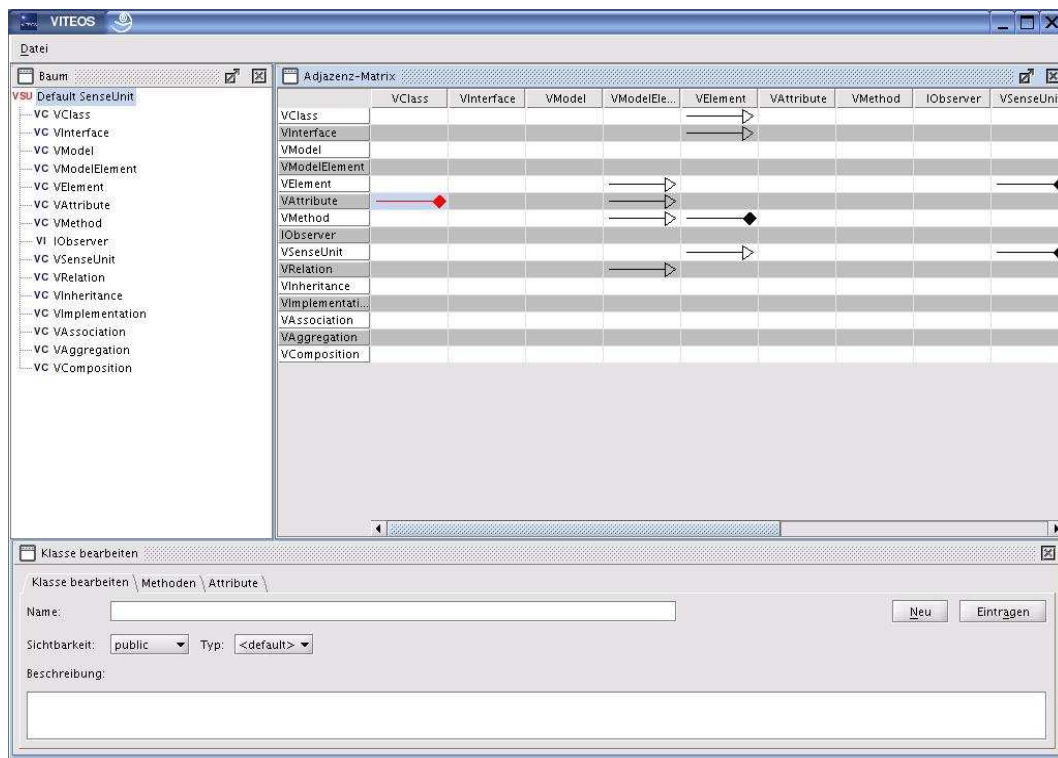 VITEOS
Datei
Baum
VSU Default SenseUnit
VC VClass
VC VInterface
VC VModel
VC VModelElement
VC VElement
VC VAttribute
VC VMethod
VI IObserver
VC VSenseUnit
VC VRelation
VC VInheritance
VC VImplementation
VC VAssociation
VC VAggregation
VC VComposition
Adjazenz-Matrix
VClass VInterface VModel VModelEle... VElement VAttribute VMethod IObserver VSenseUni
VClass
VInterface
VModel
VModelElement
VElement
VAttribute
VMethod
IObserver
VSenseUnit
VRelation
VInheritance
VImplementati...
VAssociation
VAggregation
VComposition
Klasse bearbeiten
Klasse bearbeiten Methoden Attribute
Name: Neu Eintragen
Sichtbarkeit: public Typ: <default>
Beschreibung: